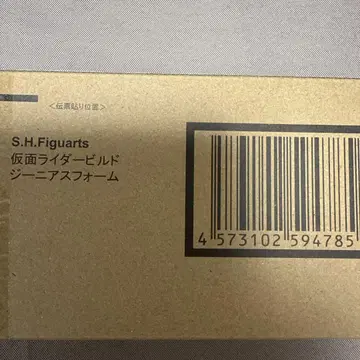 <伝票貼り位置>
S.H.Figuarts
仮面ライダービルド
ジーニアスフォーム
4 573102 594785